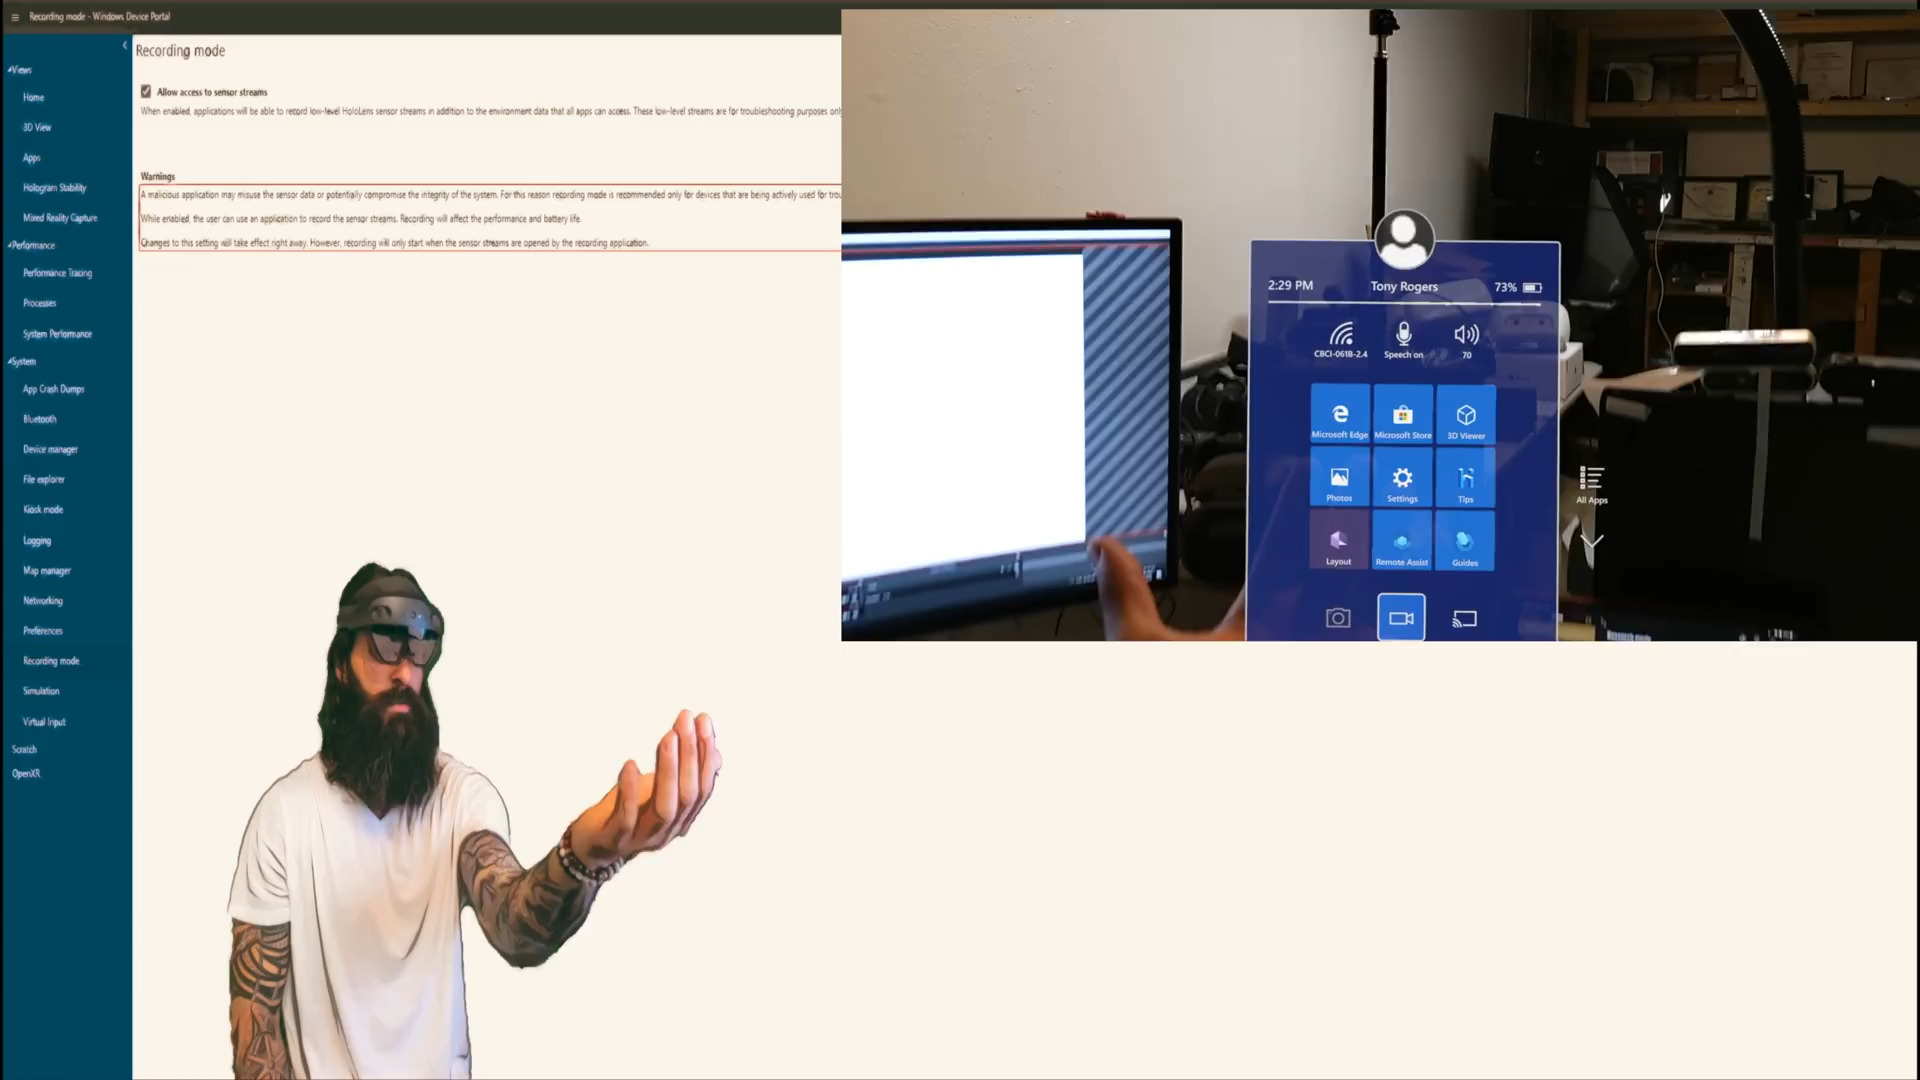 Recording mode - Windows Device Portal
Views
Home
3D View
Apps
Hologram Stability
Mixed Reality Capture
Performance
Performance Tracing
Processes
System Performance
System
App Crash Dumps
Bluetooth
Device manager
File explorer
Kiosk mode
Logging
Map manager
Networking
Preferences
Recording mode
Simulation
Virtual Input
Scratch
OpenXR
Recording mode
Allow access to sensor streams
When enabled, applications will be able to record low-level HoloLens sensor streams in addition to the environment data that all apps can access. These low-level streams are for troubleshooting purposes
Warnings
A malicious application may misuse the sensor data or potentially compromise the integrity of the system. For this reason recording mode is recommended only for devices that are being actively used for
While enabled, the user can use an application to record the sensor streams. Recording will affect the performance and battery life.
Changes to this setting will take effect right away. However, recording will only start when the sensor streams are opened by the recording application.
2:29 PM Tony Rogers 73%
CBCI-061B-2.4 Speech on 70
Microsoft Edge Microsoft Store 3D Viewer
Photos Settings Tips
Layout Remote Assist Guides
All Apps